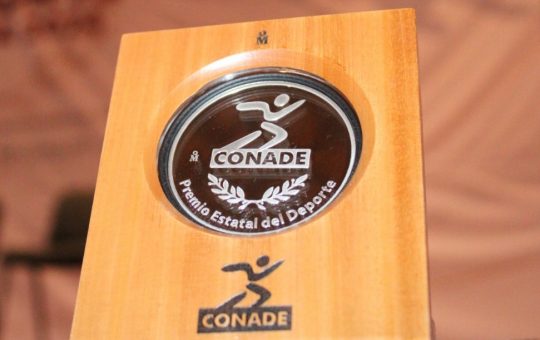 M
M
CONADE
Premio Estatal del Deporte
CONADE